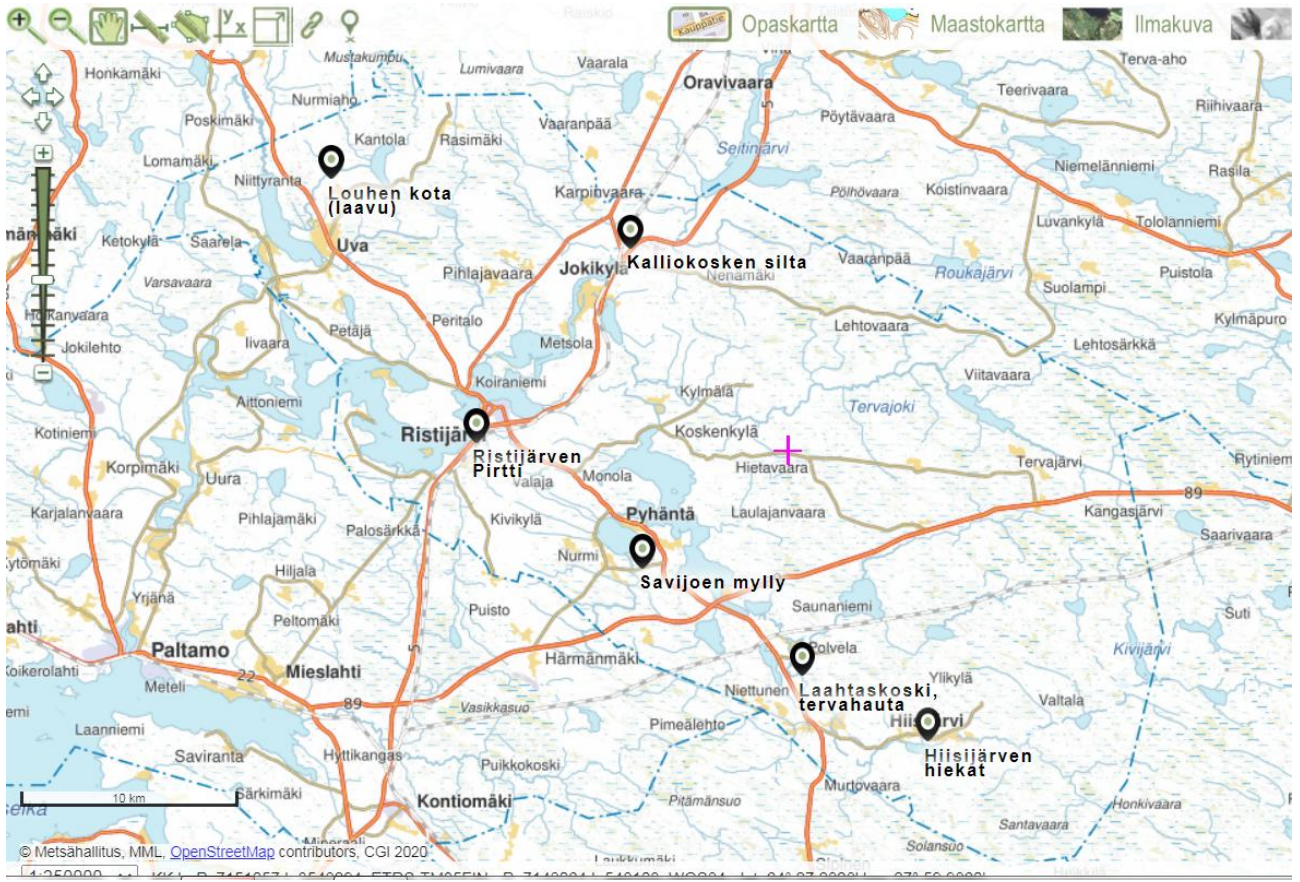 Opaskartta
Maastokartta
Ilmakuva
Kauppatie
Honkamäki
Mustakumpu
Lumivaara
Vaarala
Oravivaara
5
Terva-aho
Teerivaara
Riihivaara
Nurmiaho
Poskimäki
Kantola
Rasimäki
Vaaranpää
Pöytävaara
Seitinjärvi
Lomamäki
Niittyranta
Niemelänniemi
Rasila
Louhen kota
(laavu)
Karpinvaara
Pölhövaara
Koistinvaara
Luvankylä
Tololanniemi
Ketokylä
Saarela
Uva
Kalliokosken silta
Pihlajavaara
Jokikylä
Nenämäki
Vaaranpää
Roukajärvi
Puistola
Varsavaara
Suolampi
Petäjä
Peritalo
Lehtovaara
Kylmäpuro
Jokilehto
Iivaara
Metsola
Lehtosärkkä
Koiraniemi
Viitavaara
Aittoniemi
Kylmälä
Tervajoki
Kotiniemi
Koskenkylä
Ristijärven
Pirtti
Korpimäki
Uura
Monola
Hietavaara
Tervajärvi
Valaja
89
Karjalanvaara
Pihlajamäki
Palosärkkä
Kivikylä
Pyhäntä
Laulajanvaara
Kangasjärvi
Saarivaara
Nurmi
Hiljala
Savijoen mylly
Yrjänä
Peltomäki
Puisto
Saunaniemi
Suti
Paltamo
Mieslahti
5
Härmänmäki
Polvela
Kivijärvi
Koikerolahti
22
Meteli
Niettunen
Laahtaskoski,
tervahauta
Ylikylä
Valtala
89
Vasikkasuo
Pimeälehto
Laanniemi
Hiisijärven
hiekat
Saviranta
Hyttikangas
Puikkokoski
Murtovaara
Särkimäki
10 km
Kontiomäki
Pitämänsuo
Honkivaara
Santavaara
Solansuo
© Metsähallitus, MML, OpenStreetMap contributors, CGI 2020